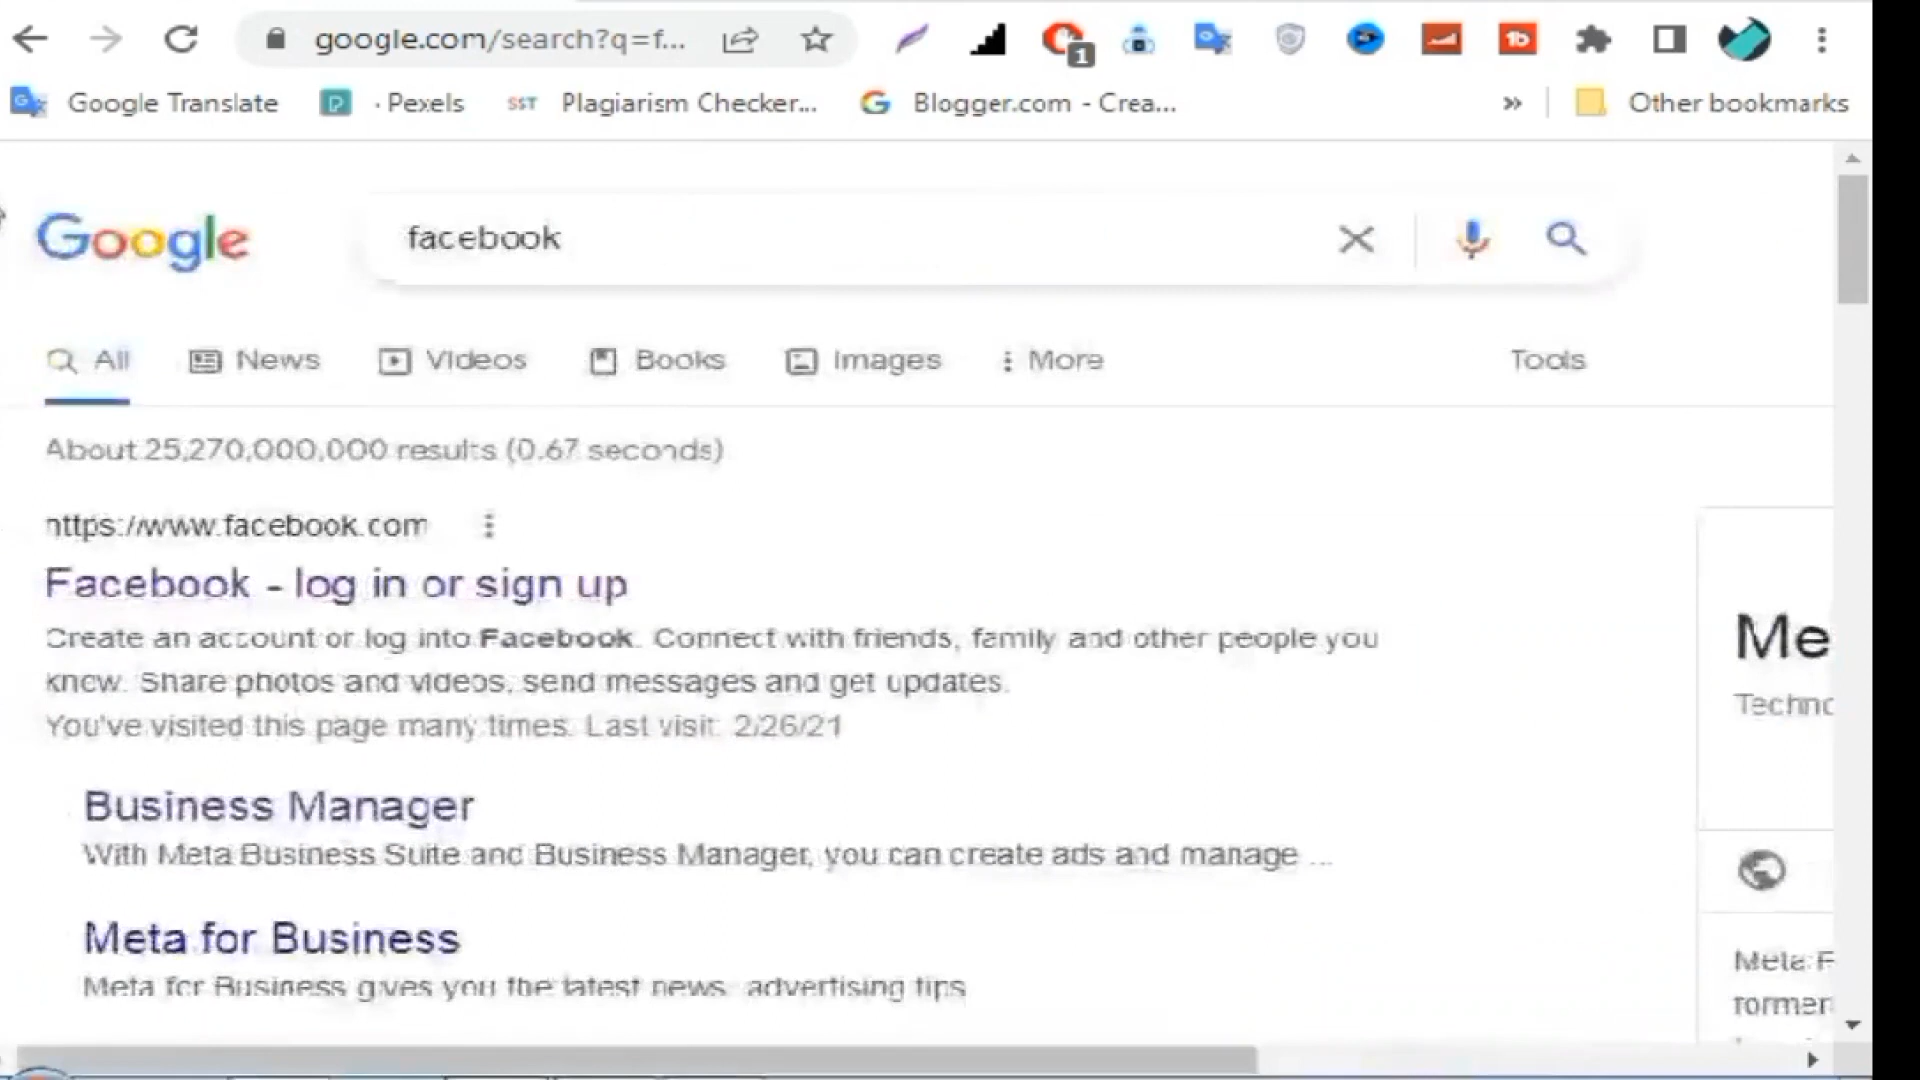 google.com/search?q=f...
1
Google Translate
P · Pexels
SST Plagiarism Checker...
Blogger.com - Crea...
» Other bookmarks
Google
facebook
All News Videos Books Images More Tools
About 25,270,000,000 results (0.67 seconds)
https://www.facebook.com
Facebook - log in or sign up
Create an account or log into Facebook. Connect with friends, family and other people you
know. Share photos and videos, send messages and get updates.
You've visited this page many times. Last visit: 2/26/21
Business Manager
With Meta Business Suite and Business Manager, you can create ads and manage ...
Meta for Business
Meta for Business gives you the latest news, advertising tips
Me
Techno
Meta P
former